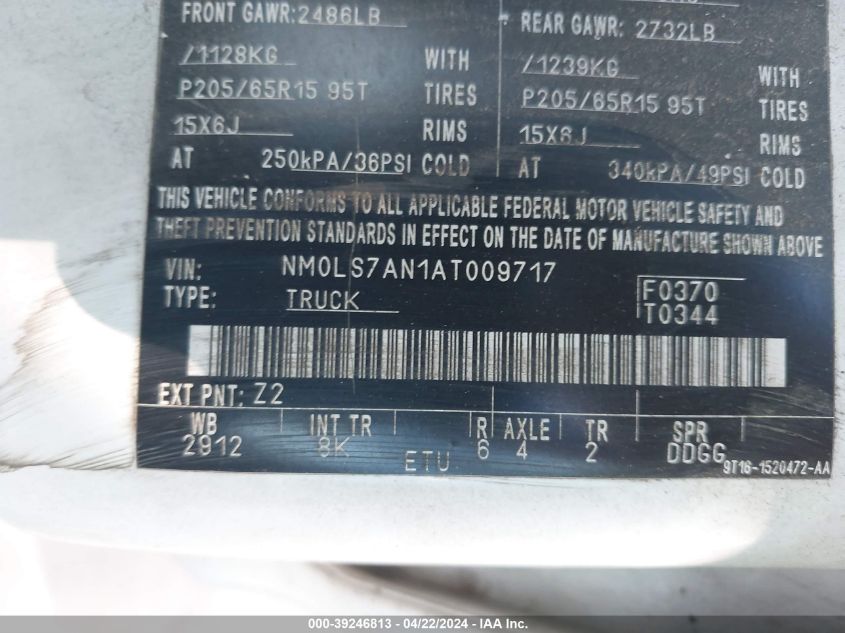 FRONT GAWR: 2486LB
REAR GAWR: 2732LB
/1128KG WITH
/1239KG WITH
P205/65R15 95T TIRES
P205/65R15 95T TIRES
15X6J RIMS
15X6J RIMS
AT 250kPA/36PSI COLD
AT 340kPA/49PSI COLD
THIS VEHICLE CONFORMS TO ALL APPLICABLE FEDERAL MOTOR VEHICLE SAFETY AND
THEFT PREVENTION STANDARDS IN EFFECT ON THE DATE OF MANUFACTURE SHOWN ABOVE
VIN: NM0LS7AN1AT009717
TYPE: TRUCK
F0370
T0344
EXT PNT: Z2
WB INT TR R AXLE TR SPR
2912 8K ETU 6 4 2 DDGG
9T16-1520472-AA
000-39246813 - 04/22/2024 - IAAI Inc.